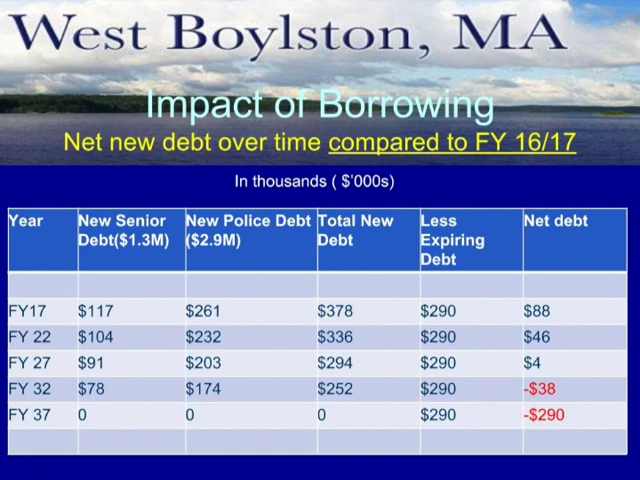 West Boylston, MA
Impact of Borrowing
Net new debt over time compared to FY 16/17
In thousands ( $'000s)
Year New Senior Debt($1.3M) New Police Debt ($2.9M) Total New Debt Less Expiring Debt Net debt
FY17 $117 $261 $378 $290 $88
FY 22 $104 $232 $336 $290 $46
FY 27 $91 $203 $294 $290 $4
FY 32 $78 $174 $252 $290 -$38
FY 37 0 0 0 $290 -$290